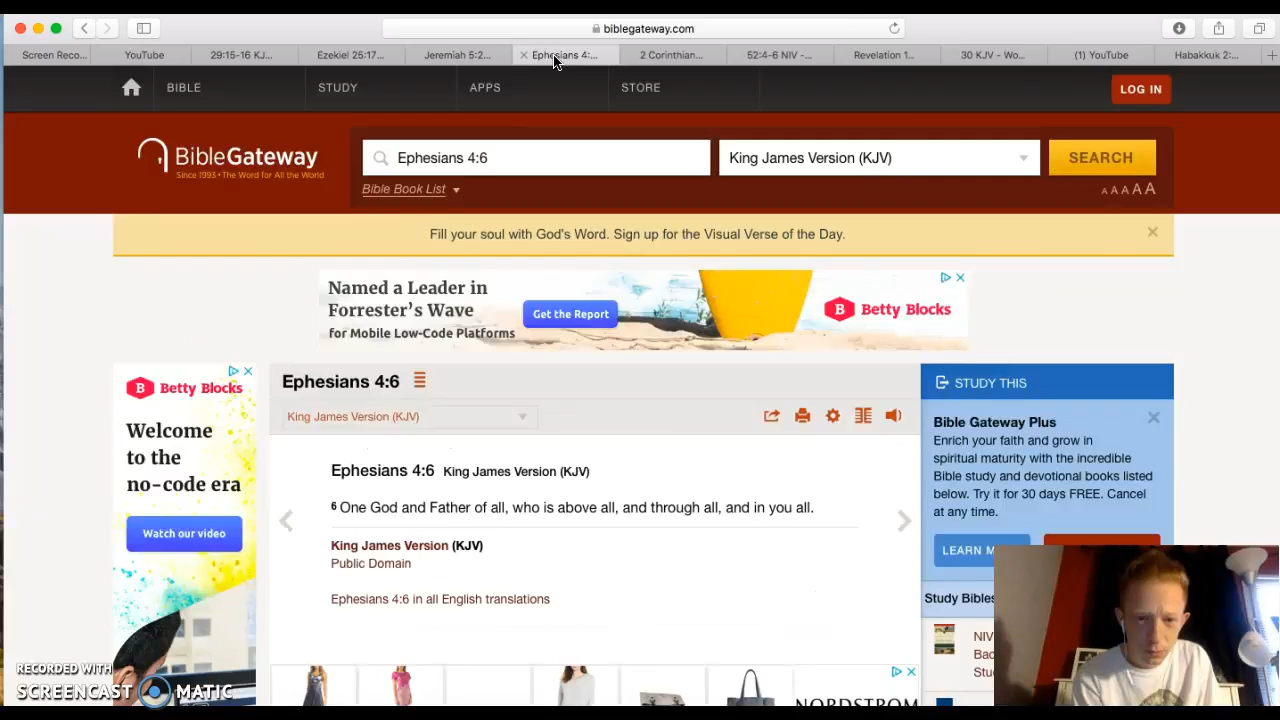 biblegateway.com
Screen Reco...
YouTube
29:15-16 KJ...
Ezekiel 25:17...
Jeremiah 5:2...
Ephesians 4:...
2 Corinthian...
52:4-6 NIV -...
Revelation 1...
30 KJV - Wo...
(1) YouTube
Habakkuk 2:...
BIBLE
STUDY
APPS
STORE
LOG IN
BibleGateway
Since 1993 • The Word for All the World
Ephesians 4:6
King James Version (KJV)
SEARCH
Bible Book List
A A A A A
Fill your soul with God's Word. Sign up for the Visual Verse of the Day.
Named a Leader in
Forrester's Wave
for Mobile Low-Code Platforms
Get the Report
Betty Blocks
Betty Blocks
Welcome
to the
no-code era
Watch our video
Ephesians 4:6
King James Version (KJV)
Ephesians 4:6 King James Version (KJV)
6 One God and Father of all, who is above all, and through all, and in you all.
King James Version (KJV)
Public Domain
Ephesians 4:6 in all English translations
STUDY THIS
Bible Gateway Plus
Enrich your faith and grow in
spiritual maturity with the incredible
Bible study and devotional books listed
below. Try it for 30 days FREE. Cancel
at any time.
LEARN M
Study Bibles
NIV
Bac
Stu
NORDSTROM
RECORDED WITH
SCREENCAST MATIC